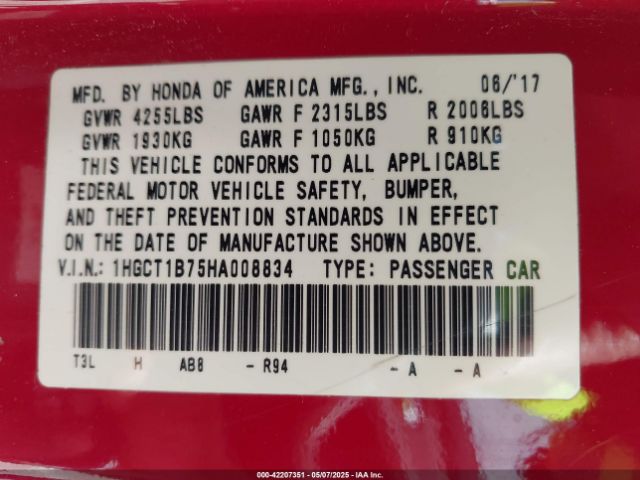 MFD. BY HONDA OF AMERICA MFG., INC. 06/'17
GVWR 4255LBS GAWR F 2315LBS R 2006LBS
GVWR 1930KG GAWR F 1050KG R 910KG
THIS VEHICLE CONFORMS TO ALL APPLICABLE
FEDERAL MOTOR VEHICLE SAFETY, BUMPER,
AND THEFT PREVENTION STANDARDS IN EFFECT
ON THE DATE OF MANUFACTURE SHOWN ABOVE.
V.I.N.: 1HGCT1B75HA008834 TYPE: PASSENGER CAR
T3L H AB8 - R94 - A - A
000-42207351 - 05/07/2025 - IAA Inc.